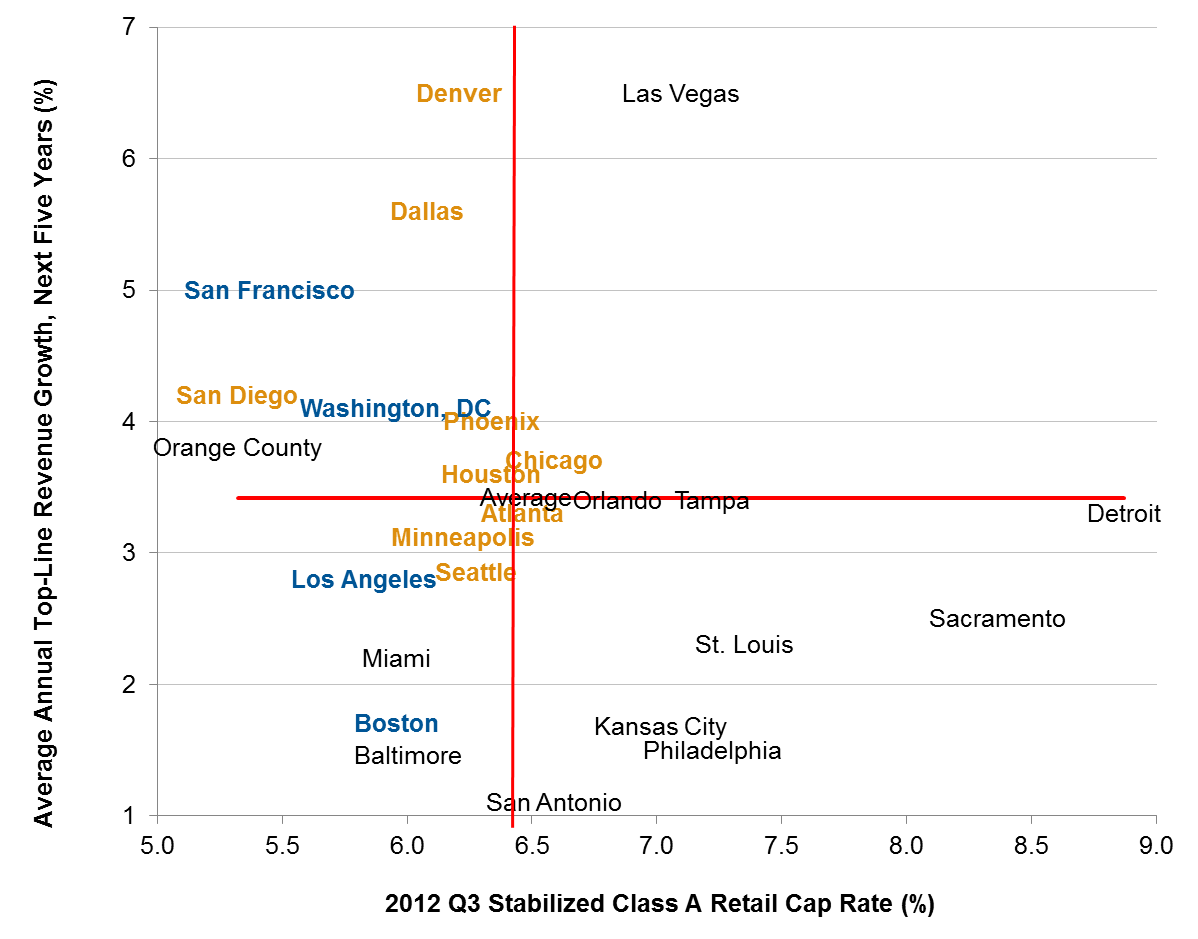 Average Annual Top-Line Revenue Growth, Next Five Years (%)
7
6
5
4
3
2
1
Denver
Las Vegas
Dallas
San Francisco
San Diego
Washington, DC
Phoenix
Orange County
Chicago
Houston
Average
Orlando
Tampa
Atlanta
Detroit
Minneapolis
Seattle
Los Angeles
Sacramento
St. Louis
Miami
Boston
Kansas City
Philadelphia
Baltimore
San Antonio
5.0 5.5 6.0 6.5 7.0 7.5 8.0 8.5 9.0
2012 Q3 Stabilized Class A Retail Cap Rate (%)